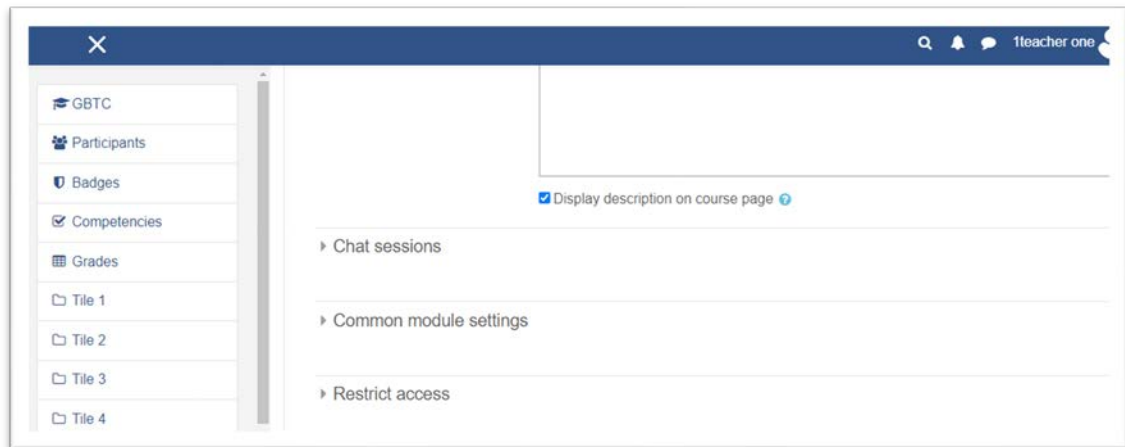 1teacher one
GBTC
Participants
Badges
Competencies
Grades
Tile 1
Tile 2
Tile 3
Tile 4
Display description on course page
Chat sessions
Common module settings
Restrict access